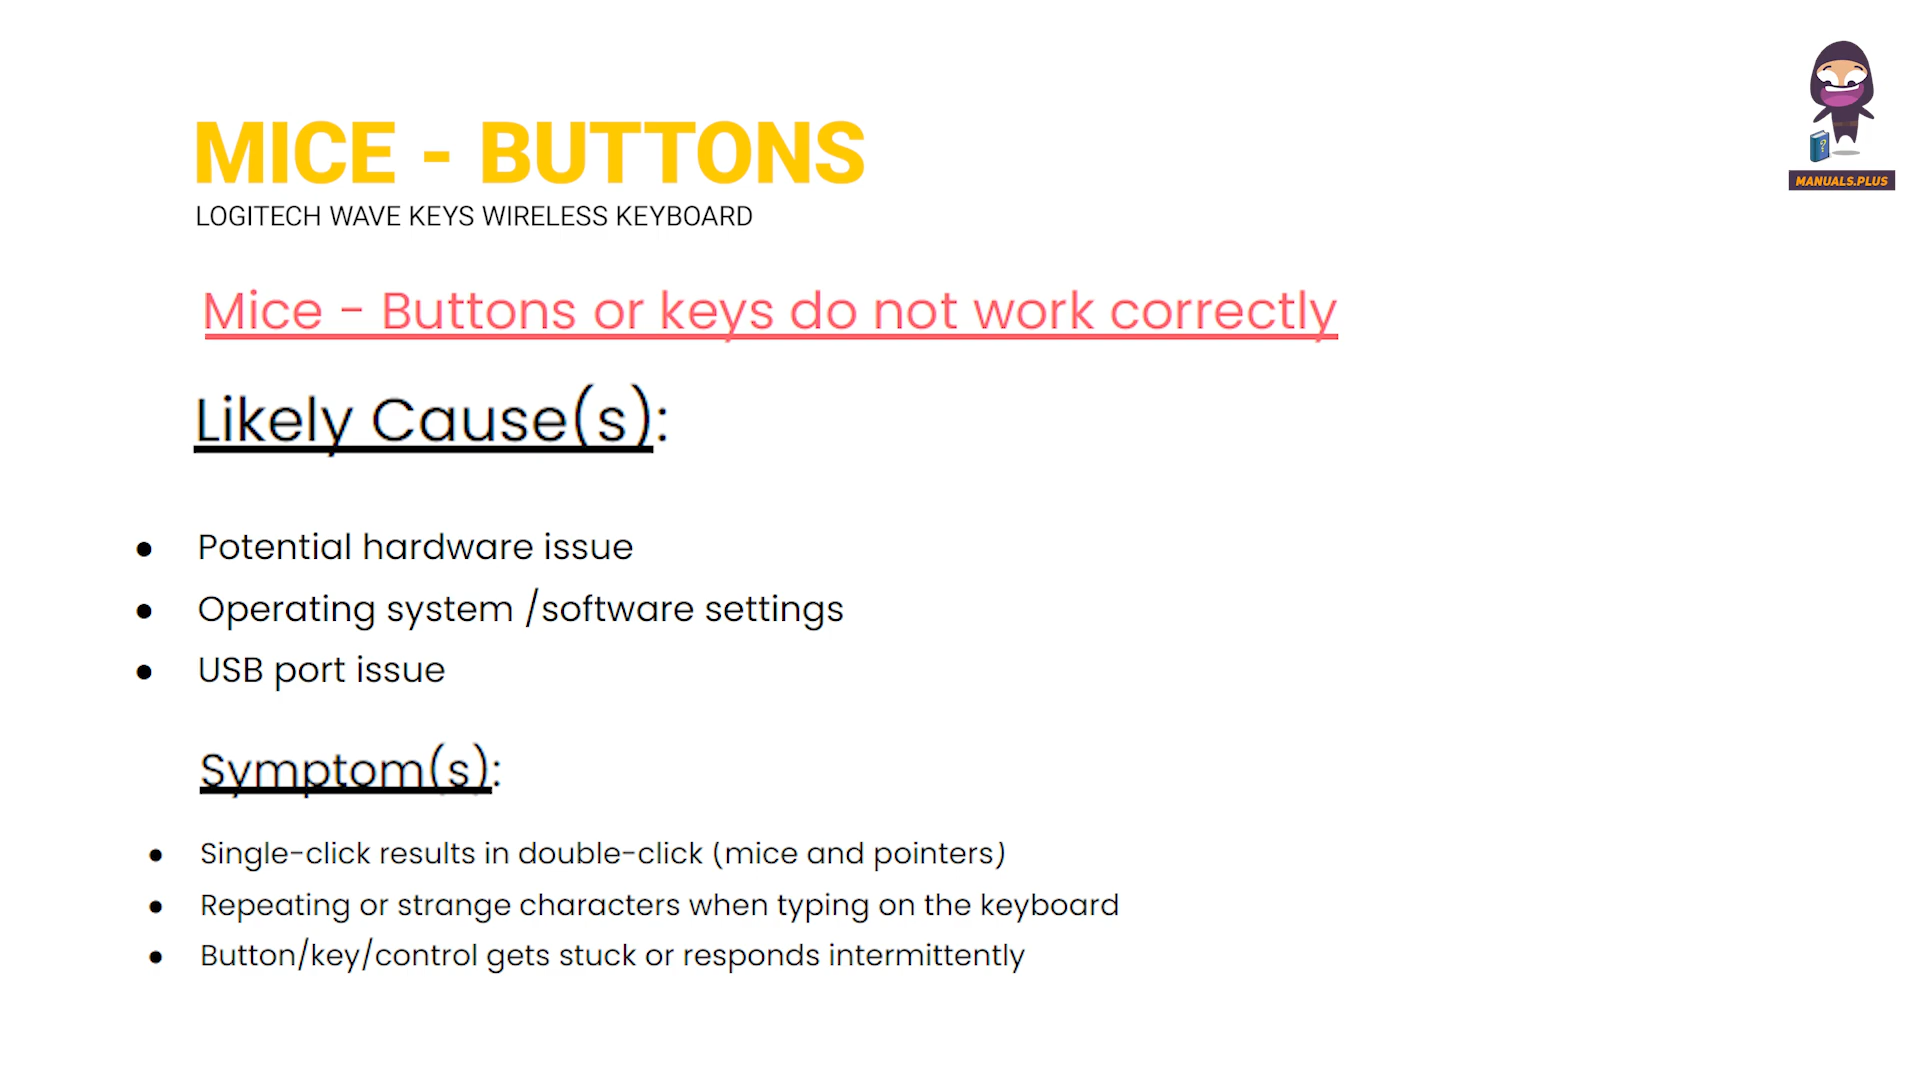 MICE - BUTTONS
LOGITECH WAVE KEYS WIRELESS KEYBOARD
MANUALS.PLUS
Mice - Buttons or keys do not work correctly
Likely Cause(s):
● Potential hardware issue
● Operating system /software settings
● USB port issue
Symptom(s):
● Single-click results in double-click (mice and pointers)
● Repeating or strange characters when typing on the keyboard
● Button/key/control gets stuck or responds intermittently